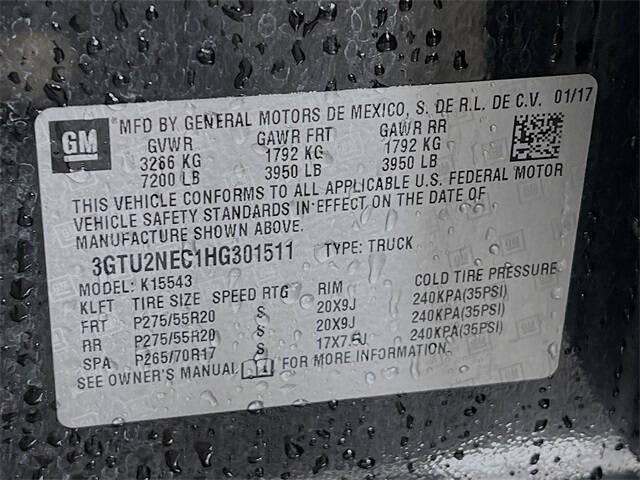 GM MFD BY GENERAL MOTORS DE MEXICO, S. DE R.L. DE C.V. 01/17
GVWR GAWR FRT GAWR RR
3266 KG 1792 KG 1792 KG
7200 LB 3950 LB 3950 LB
THIS VEHICLE CONFORMS TO ALL APPLICABLE U.S. FEDERAL MOTOR
VEHICLE SAFETY STANDARDS IN EFFECT ON THE DATE OF
MANUFACTURE SHOWN ABOVE.
3GTU2NEC1HG301511 TYPE: TRUCK
MODEL: K15543
KLFT TIRE SIZE SPEED RTG RIM COLD TIRE PRESSURE
FRT P275/55R20 S 20X9J 240KPA(35PSI)
RR P275/55R20 S 20X9J 240KPA(35PSI)
SPA P265/70R17 S 17X7.5J 240KPA(35PSI)
SEE OWNER'S MANUAL FOR MORE INFORMATION.